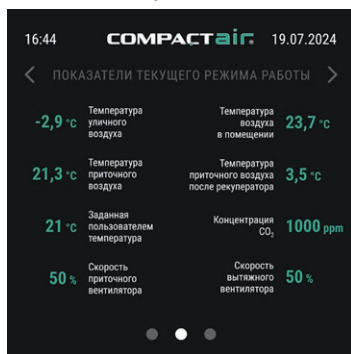 16:44 COMPACTair. 19.07.2024
< ПОКАЗАТЕЛИ ТЕКУЩЕГО РЕЖИМА РАБОТЫ >
-2,9 °C
Температура
уличного
воздуха
Температура
воздуха
в помещении
23,7 °C
21,3 °C
Температура
приточного
воздуха
Температура
приточного воздуха
после рекуператора
3,5 °C
21 °C
Заданная
пользователем
температура
Концентрация
CO₂
1000 ppm
50 %
Скорость
приточного
вентилятора
Скорость
вытяжного
вентилятора
50 %